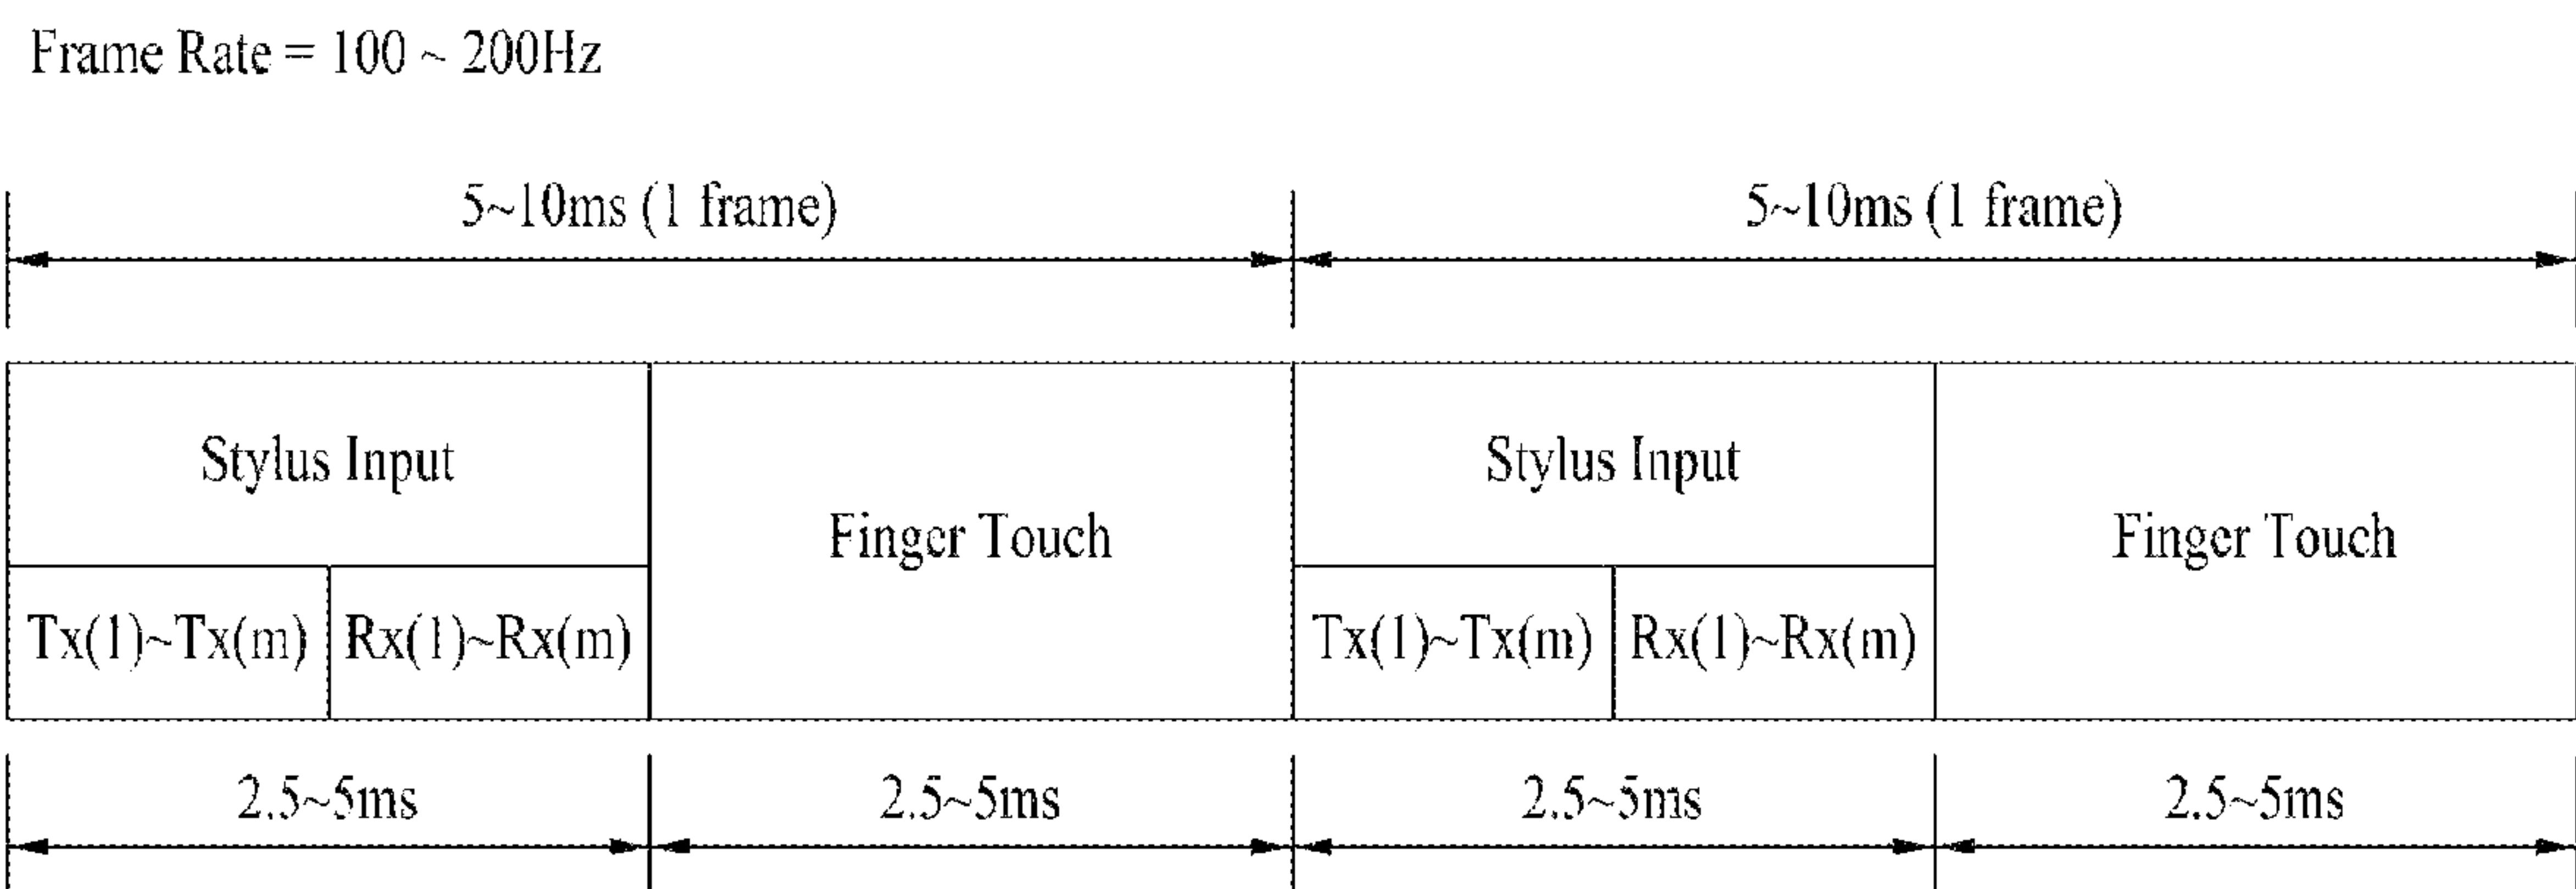 Frame Rate = 100 ~ 200Hz
5~10ms (1 frame) 5~10ms (1 frame)
Stylus Input Stylus Input
Finger Touch Finger Touch
Tx(1)~Tx(m) Rx(1)~Rx(m) Tx(1)~Tx(m) Rx(1)~Rx(m)
2.5~5ms 2.5~5ms 2.5~5ms 2.5~5ms